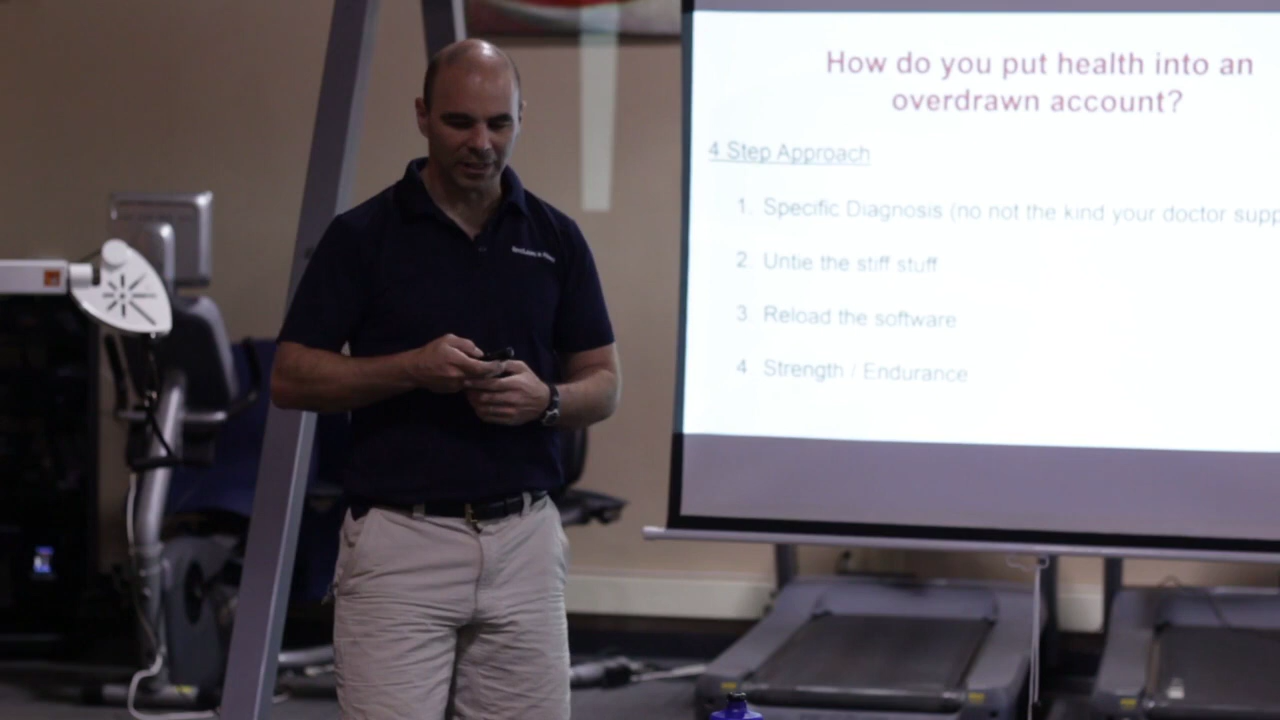 How do you put health into an
overdrawn account?
4 Step Approach
1. Specific Diagnosis (no not the kind your doctor supp
2. Untie the stiff stuff
3. Reload the software
4 Strength / Endurance